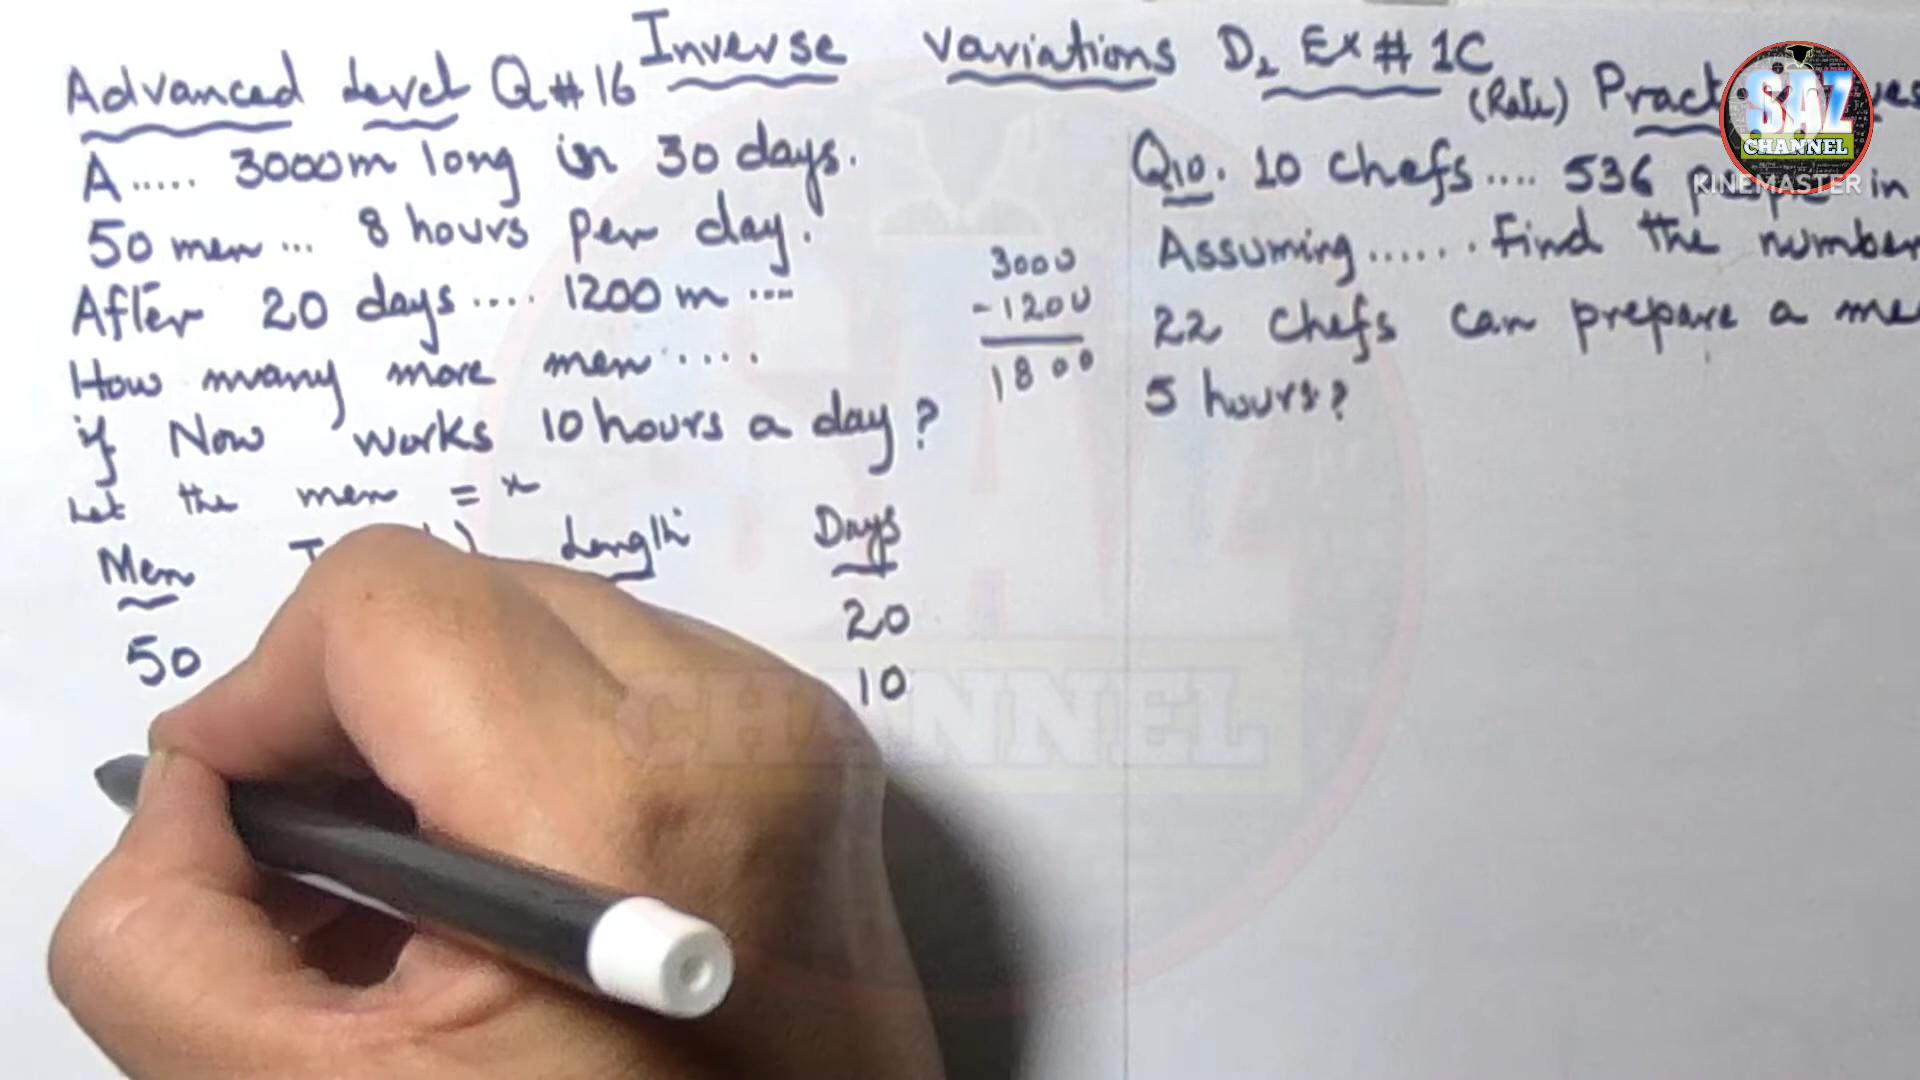 Inverse variations D2 Ex # 1C
Advanced Level Q # 16
A ..... 3000m long in 30 days.
50 men ... 8 hours per day.
After 20 days .... 1200 m ...
How many more men ....
if Now works 10 hours a day?
Let the men = x
Men Length Days
50 20
10
3000
-1200
1800
(Rate)
Q10. 10 chefs .... 536 people in
Assuming ...... Find the number
22 chefs can prepare a
5 hours?
SAZ
CHANNEL
KINEMASTER
CHANNEL